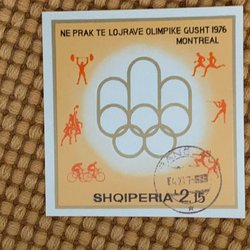 NE PRAK TE LOJRAVE OLIMPIKE GUSHT 1976
MONTREAL
SHQIPERIA 2,15